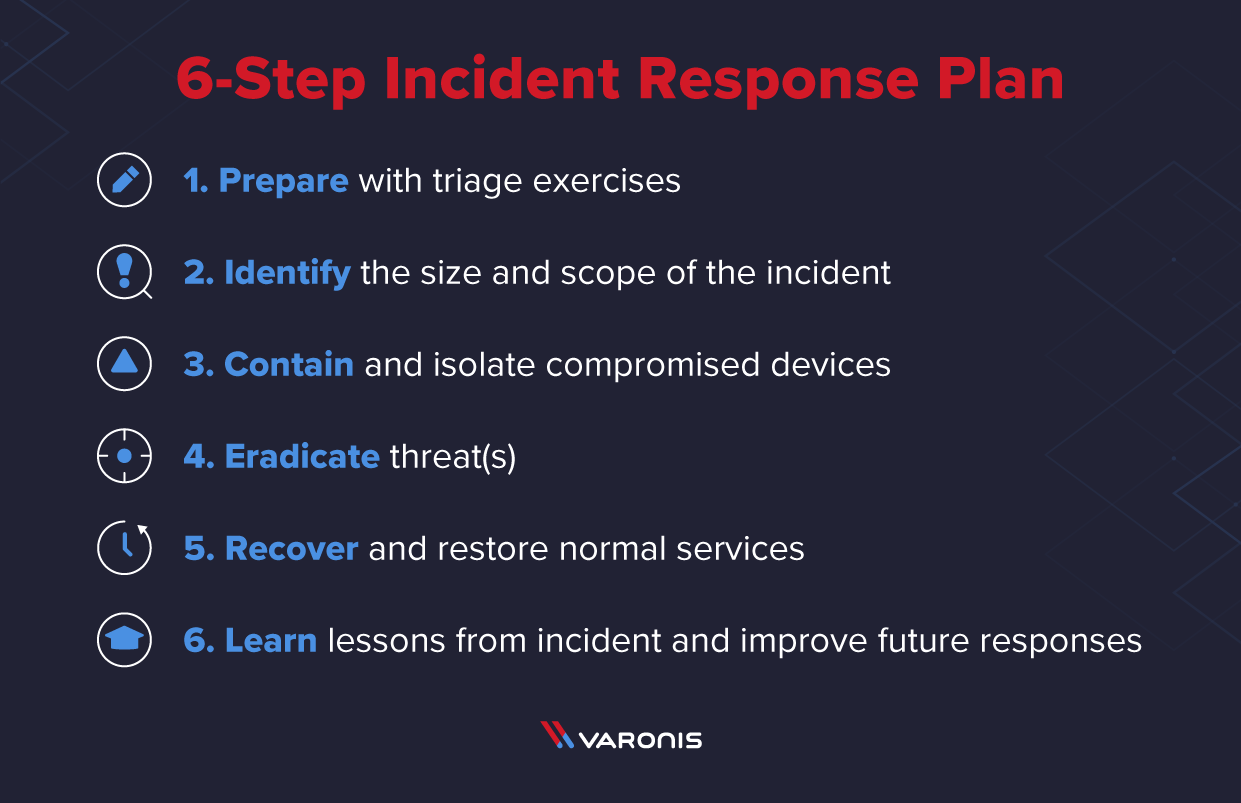 6-Step Incident Response Plan
1. Prepare with triage exercises
2. Identify the size and scope of the incident
3. Contain and isolate compromised devices
4. Eradicate threat(s)
5. Recover and restore normal services
6. Learn lessons from incident and improve future responses
VARONIS